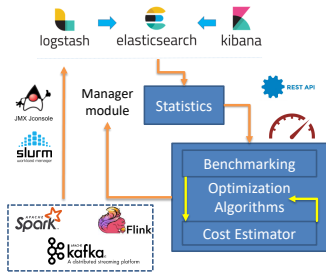 logstash
elasticsearch
kibana
Manager
module
Statistics
REST API
JMX Jconsole
slurm
workload manager
Benchmarking
Optimization
Algorithms
Cost Estimator
APACHE
Spark
Flink
kafka
A distributed streaming platform